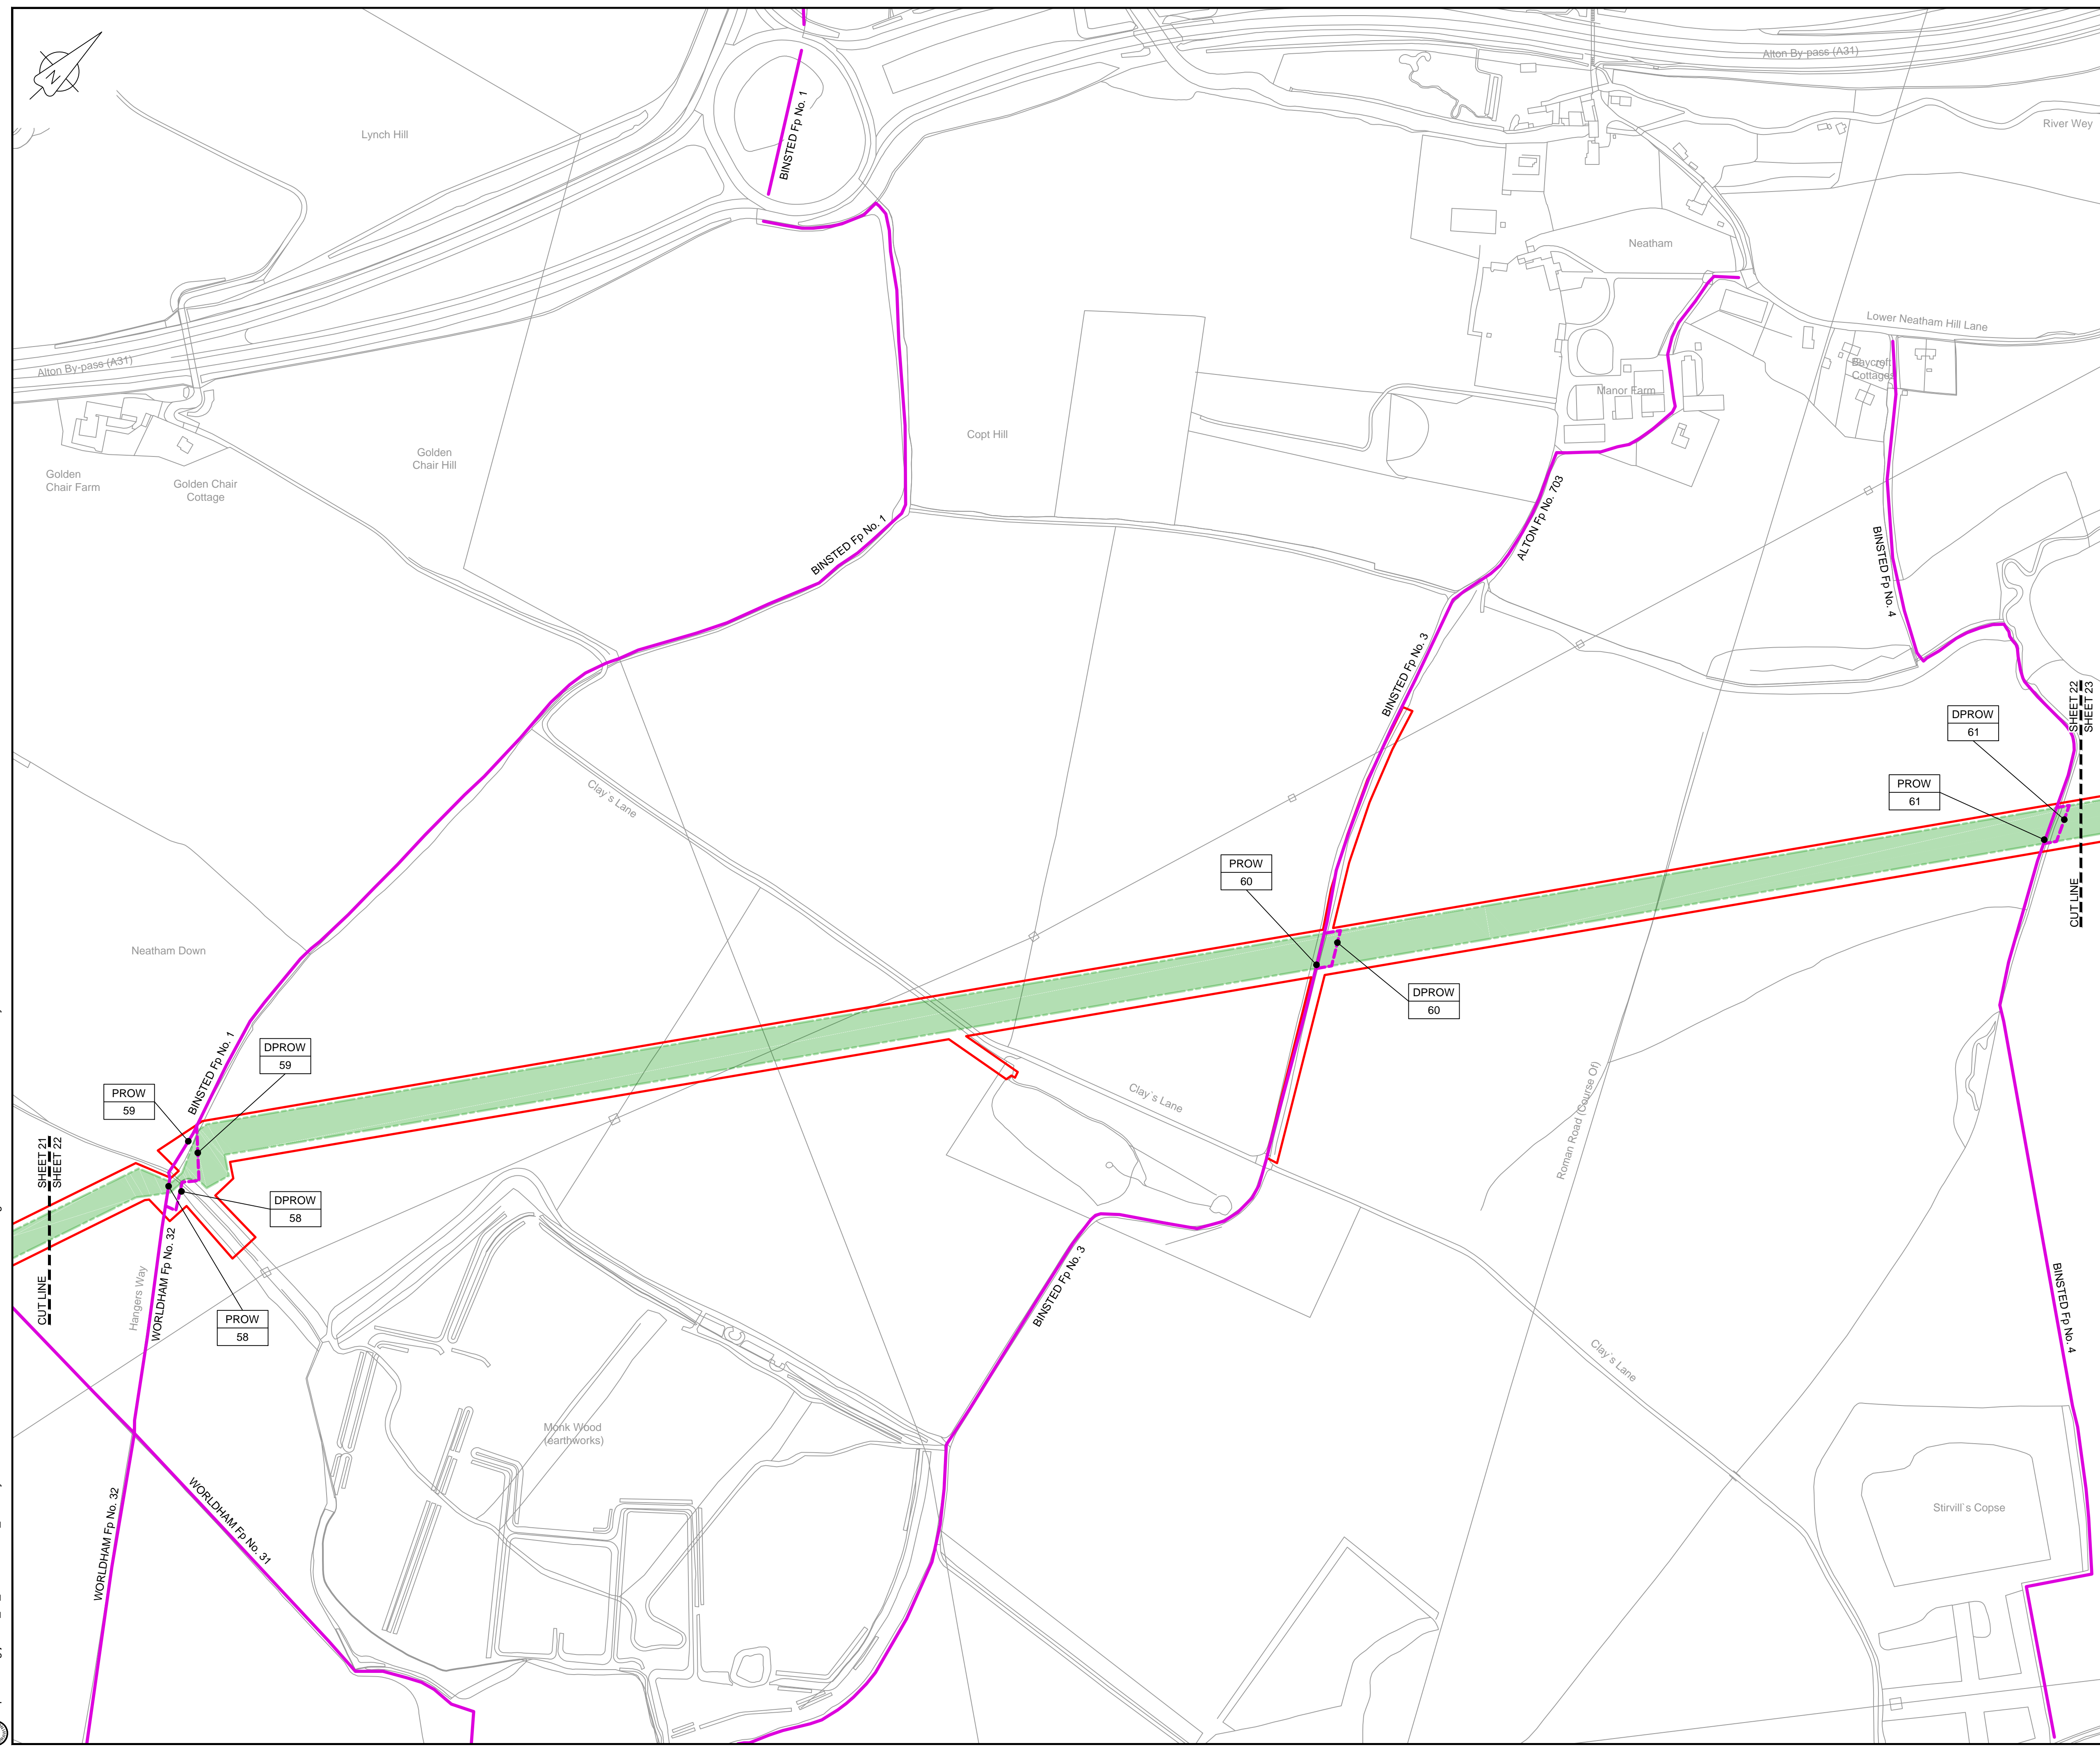 N
Lynch Hill
BINSTED Fp No. 1
Alton By-pass (A31)
River Wey
Neatham
Lower Neatham Hill Lane
Alton By-pass (A31)
Manor Farm
Cottages
Golden
Chair Farm
Golden Chair
Cottage
Golden
Chair Hill
Copt Hill
BINSTED Fp No. 1
ALTON Fp No. 703
BINSTED Fp No. 4
BINSTED Fp No. 3
Clay`s Lane
DPROW
61
PROW
61
SHEET 22
SHEET 23
CUT LINE
PROW
60
DPROW
60
Neatham Down
BINSTED Fp No. 1
DPROW
59
PROW
59
SHEET 21
SHEET 22
CUT LINE
DPROW
58
PROW
58
Hangers Way
WORLDHAM Fp No. 32
Clay`s Lane
Roman Road (Course Of)
BINSTED Fp No. 3
BINSTED Fp No. 4
Clay`s Lane
Monk Wood
(earthworks)
WORLDHAM Fp No. 32
WORLDHAM Fp No. 31
Stirvill`s Copse